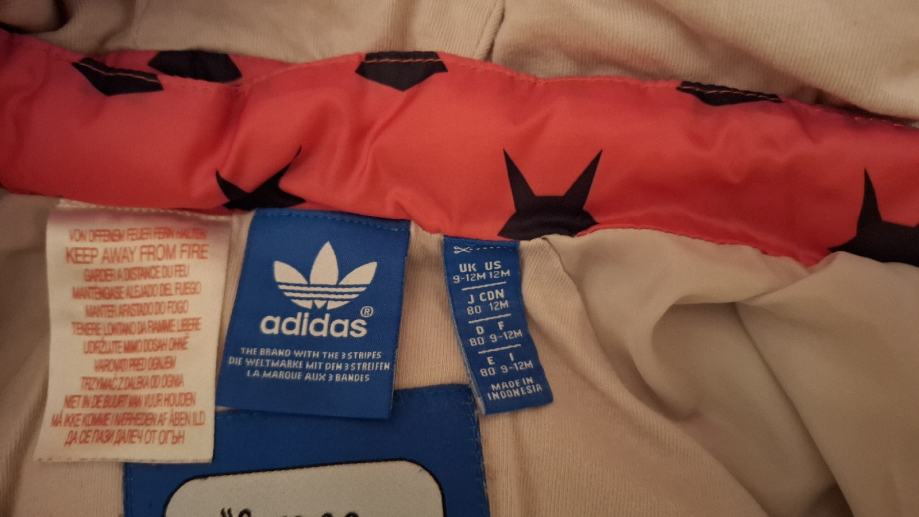 VON OFFENEM FEUER FERN HALTEN
KEEP AWAY FROM FIRE
GARDER A DISTANCE DU FEU
MANTENGASE ALEJADO DEL FUEGO
MANTER AFASTADO DO FOGO
TENERE LONTANO DA FIAMME LIBERE
UDRŽUJTE MIMO DOSAH OHNĚ
VAROVATI PRED OGNJEM
TRZYMAĆ Z DALEKA OD OGNIA
NIET IN DE BUURT VAN VUUR HOUDEN
MÅ IKKE KOMME I NÆRHEDEN AF ÅBEN ILD
ДА СЕ ПАЗИ ДАЛЕЧ ОТ ОГЪН
adidas®
THE BRAND WITH THE 3 STRIPES
DIE WELTMARKE MIT DEN 3 STREIFEN
LA MARQUE AUX 3 BANDES
UK US
9-12M 12M
J CDN
80 12M
D F
80 9-12M
E I
80 9-12M
MADE IN
INDONESIA